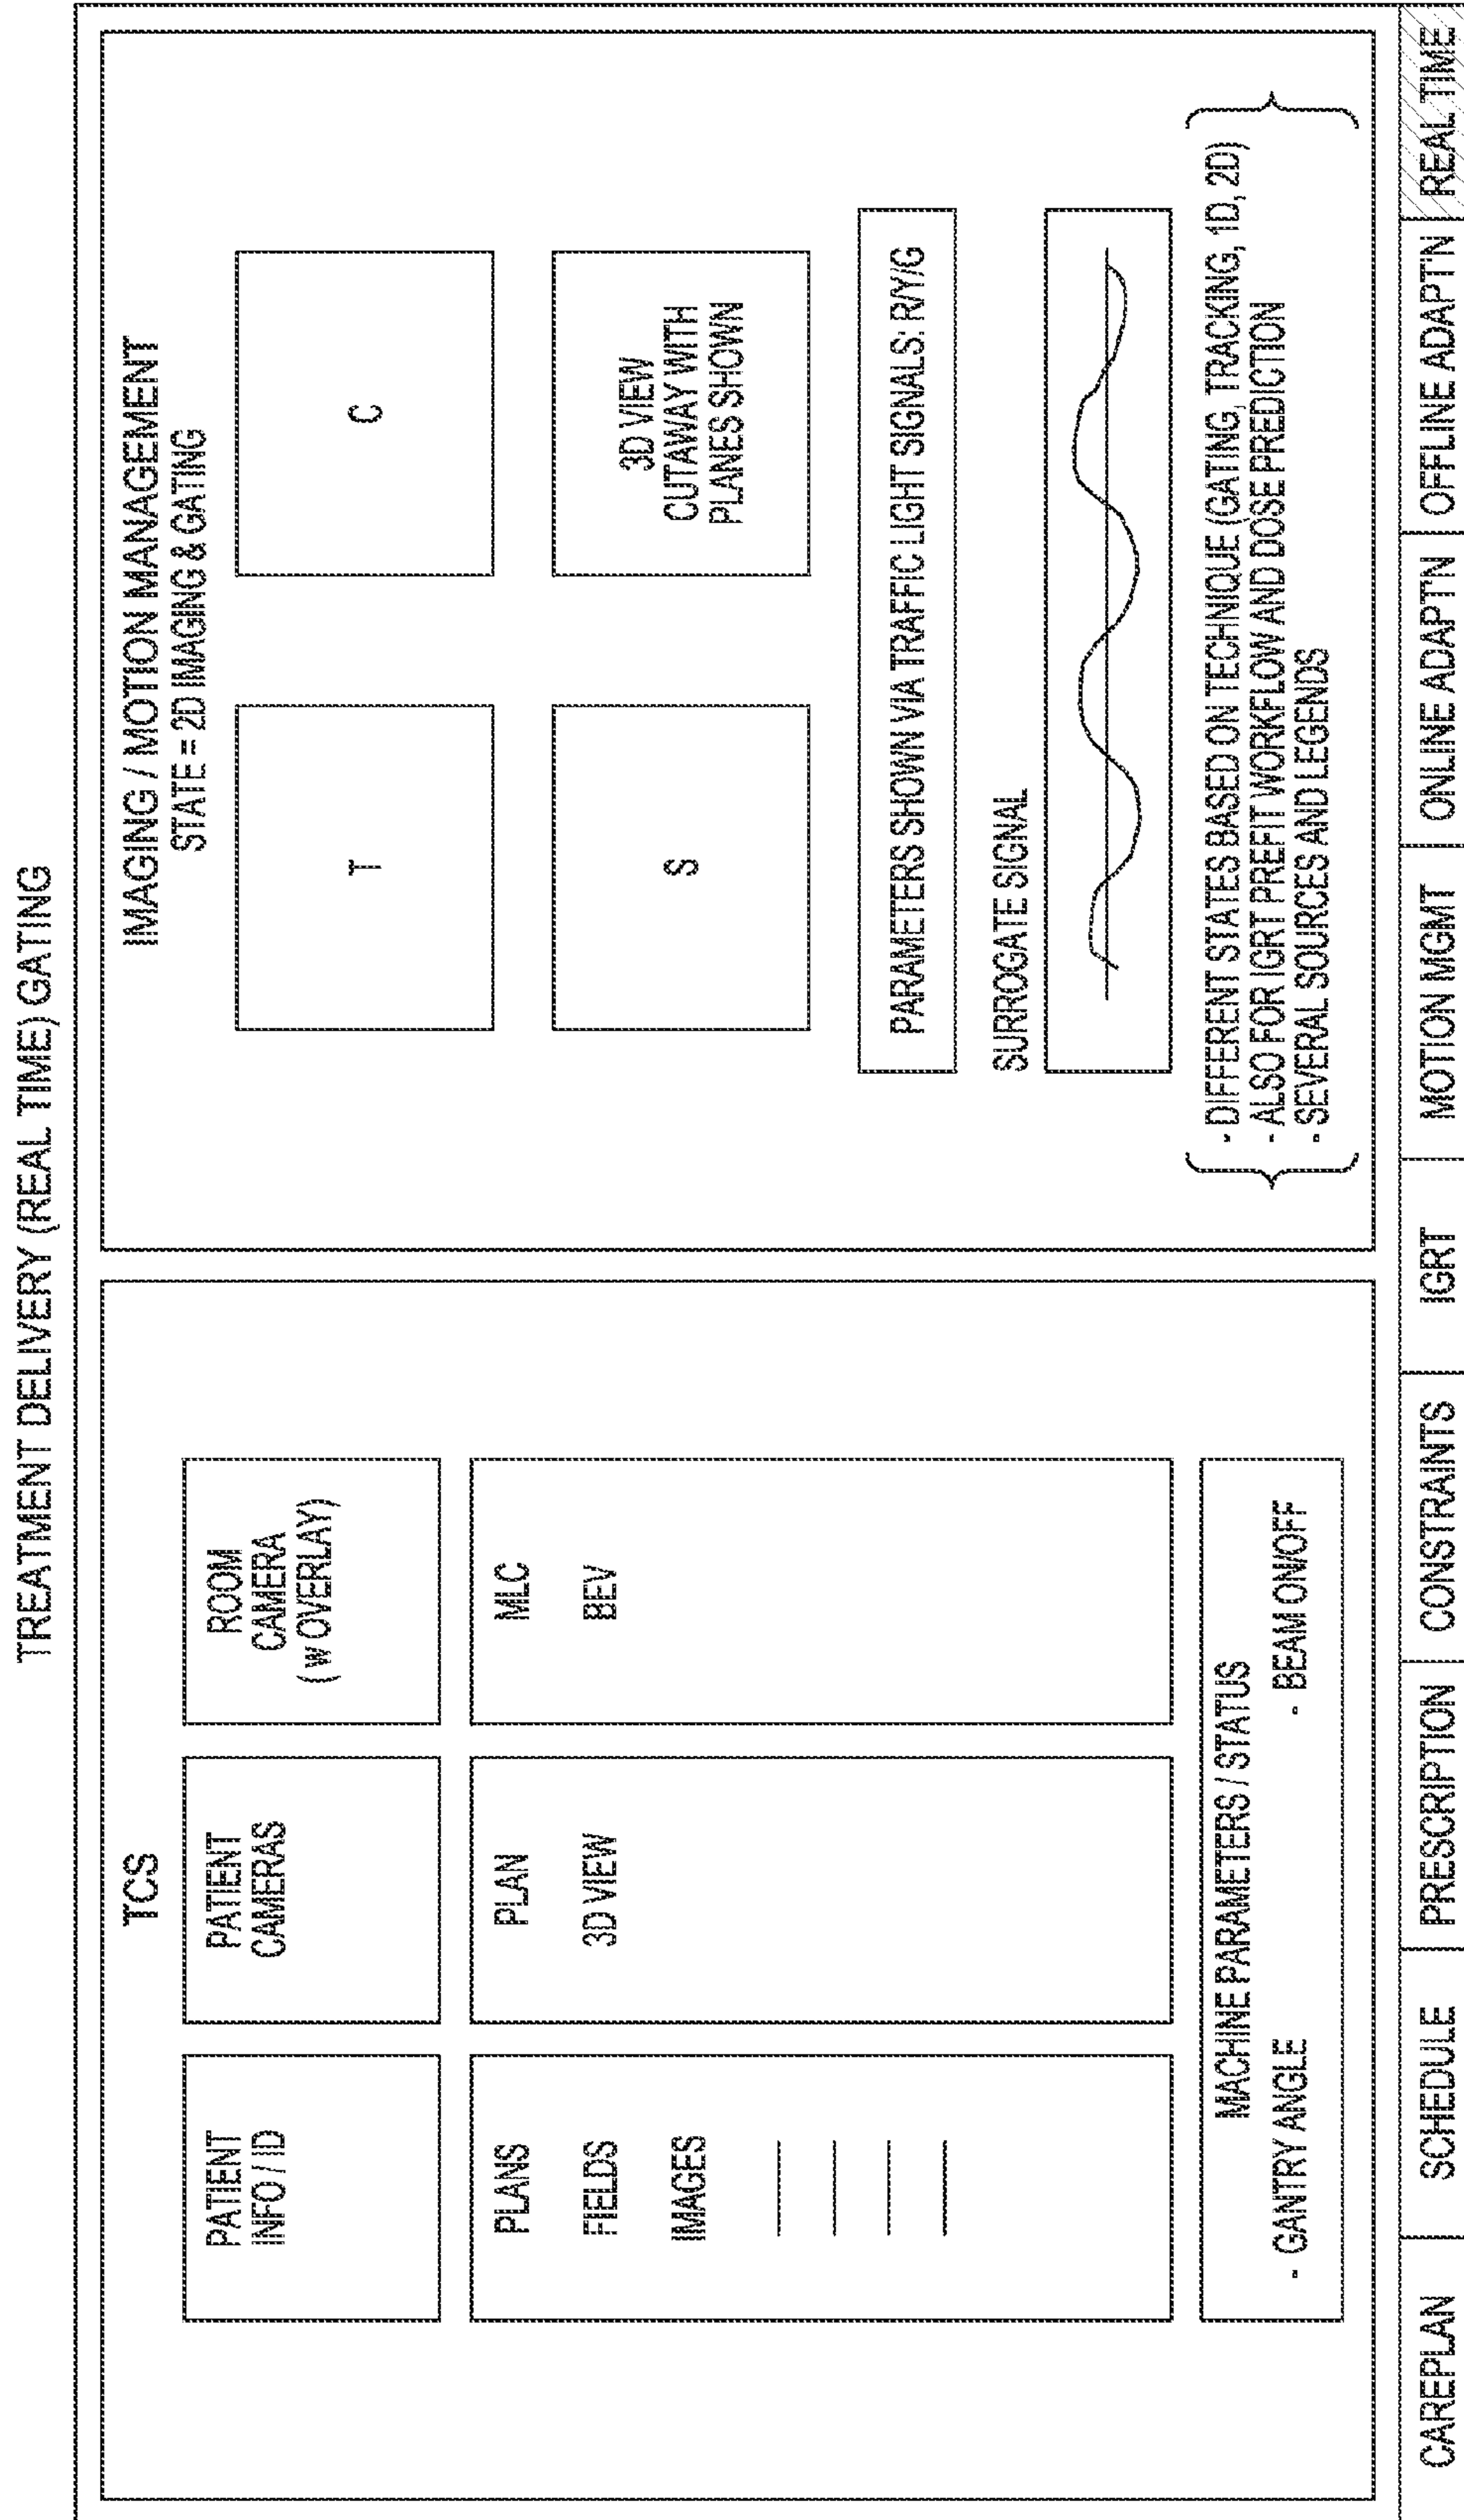 TREATMENT DELIVERY (REAL TIME) GATING
TCS
PATIENT
INFO / ID
PATIENT
CAMERAS
ROOM
CAMERA
( w OVERLAY)
PLANS
FIELDS
IMAGES
PLAN
3D VIEW
MLC
BEV
MACHINE PARAMETERS / STATUS
- GANTRY ANGLE
- BEAM ON/OFF
IMAGING / MOTION MANAGEMENT
STATE = 2D IMAGING & GATING
T
C
S
3D VIEW
CUTAWAY WITH
PLANES SHOWN
PARAMETERS SHOWN VIA TRAFFIC LIGHT SIGNALS: R/Y/G
SURROGATE SIGNAL
- DIFFERENT STATES BASED ON TECHNIQUE (GATING, TRACKING, 1D, 2D)
- ALSO FOR IGRT PREFIT WORKFLOW AND DOSE PREDICTION
- SEVERAL SOURCES AND LEGENDS
CAREPLAN
SCHEDULE
PRESCRIPTION
CONSTRAINTS
IGRT
MOTION MGMT
ONLINE ADAPTN
OFFLINE ADAPTN
REAL TIME